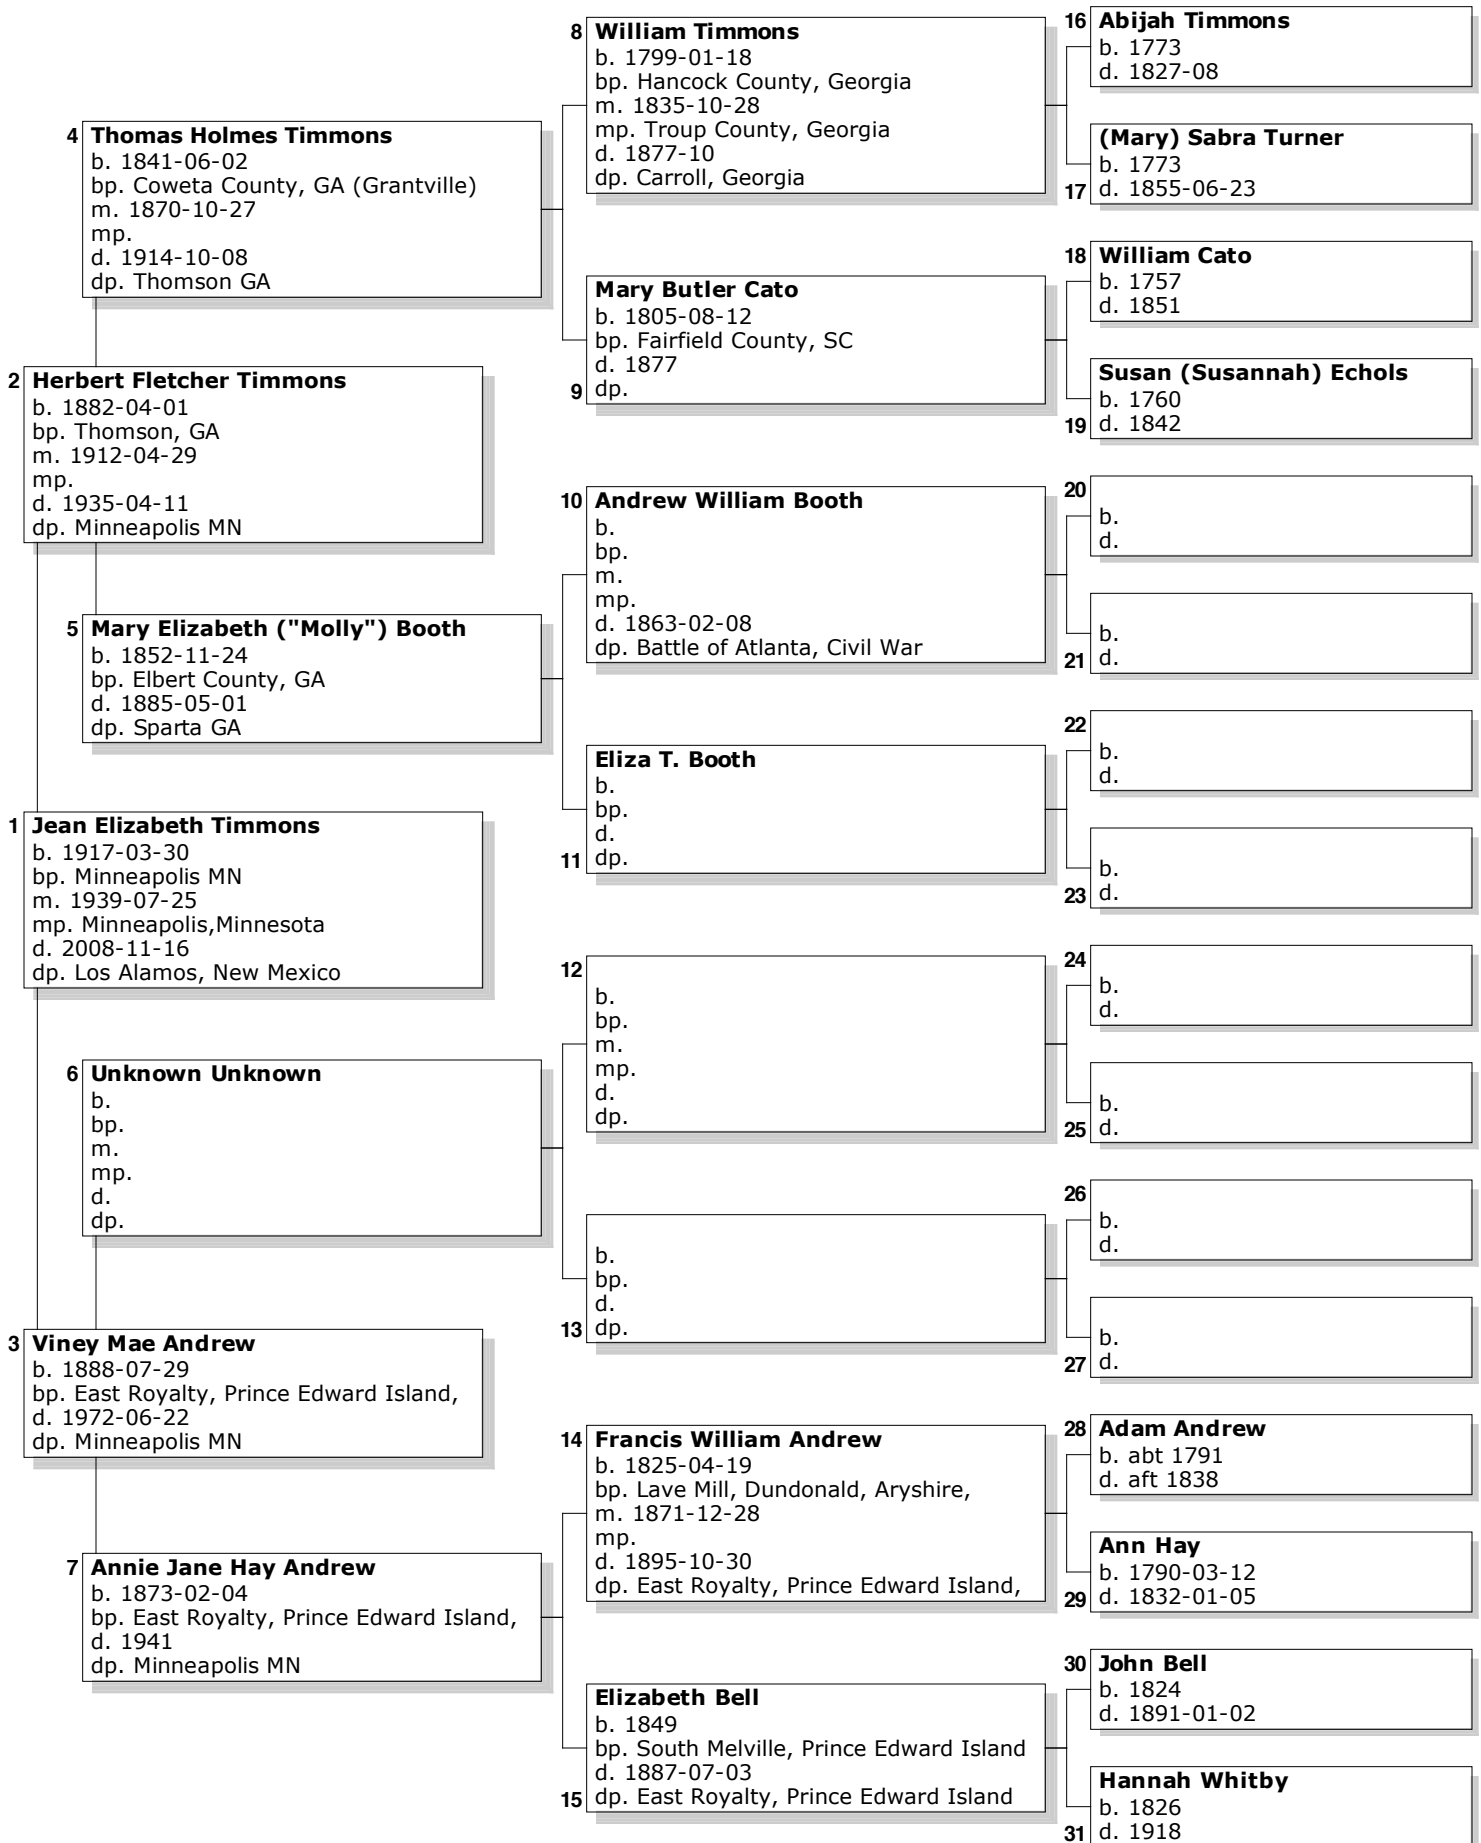 8 William Timmons
b. 1799-01-18
bp. Hancock County, Georgia
m. 1835-10-28
mp. Troup County, Georgia
d. 1877-10
dp. Carroll, Georgia
16 Abijah Timmons
b. 1773
d. 1827-08
4 Thomas Holmes Timmons
b. 1841-06-02
bp. Coweta County, GA (Grantville)
m. 1870-10-27
mp.
d. 1914-10-08
dp. Thomson GA
(Mary) Sabra Turner
b. 1773
17 d. 1855-06-23
18 William Cato
b. 1757
d. 1851
Mary Butler Cato
b. 1805-08-12
bp. Fairfield County, SC
d. 1877
9 dp.
Susan (Susannah) Echols
b. 1760
19 d. 1842
2 Herbert Fletcher Timmons
b. 1882-04-01
bp. Thomson, GA
m. 1912-04-29
mp.
d. 1935-04-11
dp. Minneapolis MN
10 Andrew William Booth
b.
bp.
m.
mp.
d. 1863-02-08
dp. Battle of Atlanta, Civil War
20
b.
d.
b.
21 d.
5 Mary Elizabeth ("Molly") Booth
b. 1852-11-24
bp. Elbert County, GA
d. 1885-05-01
dp. Sparta GA
22
b.
d.
Eliza T. Booth
b.
bp.
d.
11 dp.
b.
23 d.
1 Jean Elizabeth Timmons
b. 1917-03-30
bp. Minneapolis MN
m. 1939-07-25
mp. Minneapolis,Minnesota
d. 2008-11-16
dp. Los Alamos, New Mexico
12
b.
bp.
m.
mp.
d.
dp.
24
b.
d.
b.
25 d.
6 Unknown Unknown
b.
bp.
m.
mp.
d.
dp.
26
b.
d.
b.
bp.
d.
13 dp.
b.
27 d.
3 Viney Mae Andrew
b. 1888-07-29
bp. East Royalty, Prince Edward Island,
d. 1972-06-22
dp. Minneapolis MN
14 Francis William Andrew
b. 1825-04-19
bp. Lave Mill, Dundonald, Aryshire,
m. 1871-12-28
mp.
d. 1895-10-30
dp. East Royalty, Prince Edward Island,
28 Adam Andrew
b. abt 1791
d. aft 1838
Ann Hay
b. 1790-03-12
29 d. 1832-01-05
7 Annie Jane Hay Andrew
b. 1873-02-04
bp. East Royalty, Prince Edward Island,
d. 1941
dp. Minneapolis MN
30 John Bell
b. 1824
d. 1891-01-02
Elizabeth Bell
b. 1849
bp. South Melville, Prince Edward Island
d. 1887-07-03
15 dp. East Royalty, Prince Edward Island
Hannah Whitby
b. 1826
31 d. 1918